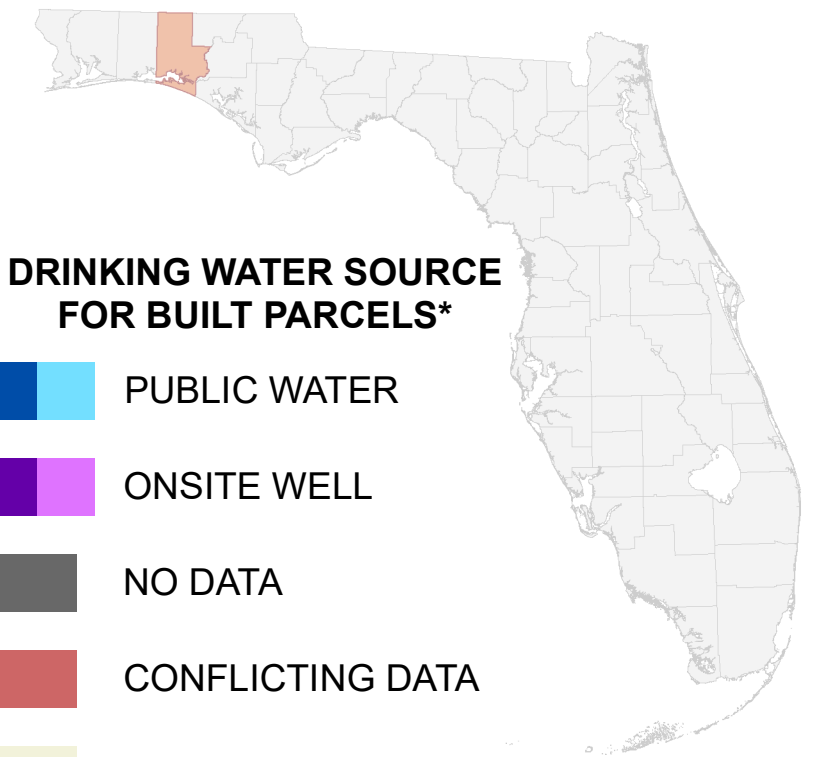 DRINKING WATER SOURCE
FOR BUILT PARCELS*
PUBLIC WATER
ONSITE WELL
NO DATA
CONFLICTING DATA